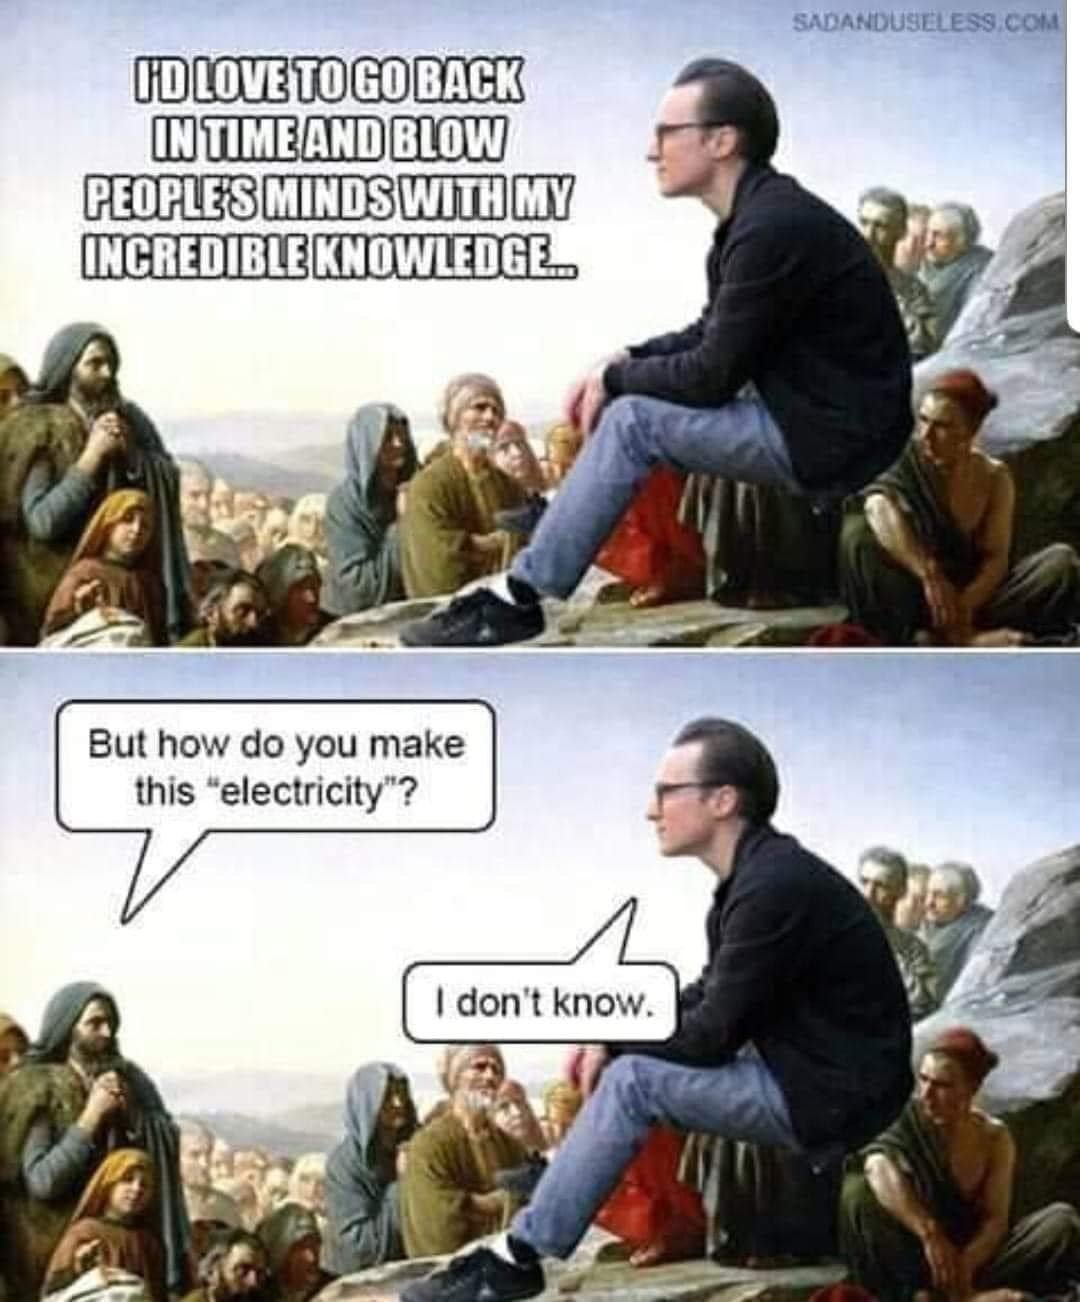 SADANDUSELESS.COM
I'D LOVE TO GO BACK
IN TIME AND BLOW
PEOPLE'S MINDS WITH MY
INCREDIBLE KNOWLEDGE...
But how do you make
this "electricity"?
I don't know.